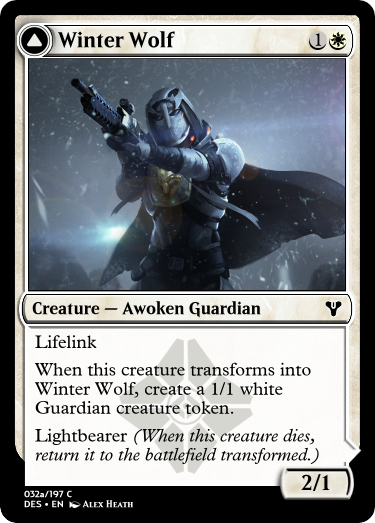 Winter Wolf 1
Creature — Awoken Guardian
Lifelink
When this creature transforms into
Winter Wolf, create a 1/1 white
Guardian creature token.
Lightbearer (When this creature dies,
return it to the battlefield transformed.)
2/1
032a/197 C
DES • EN Alex Heath